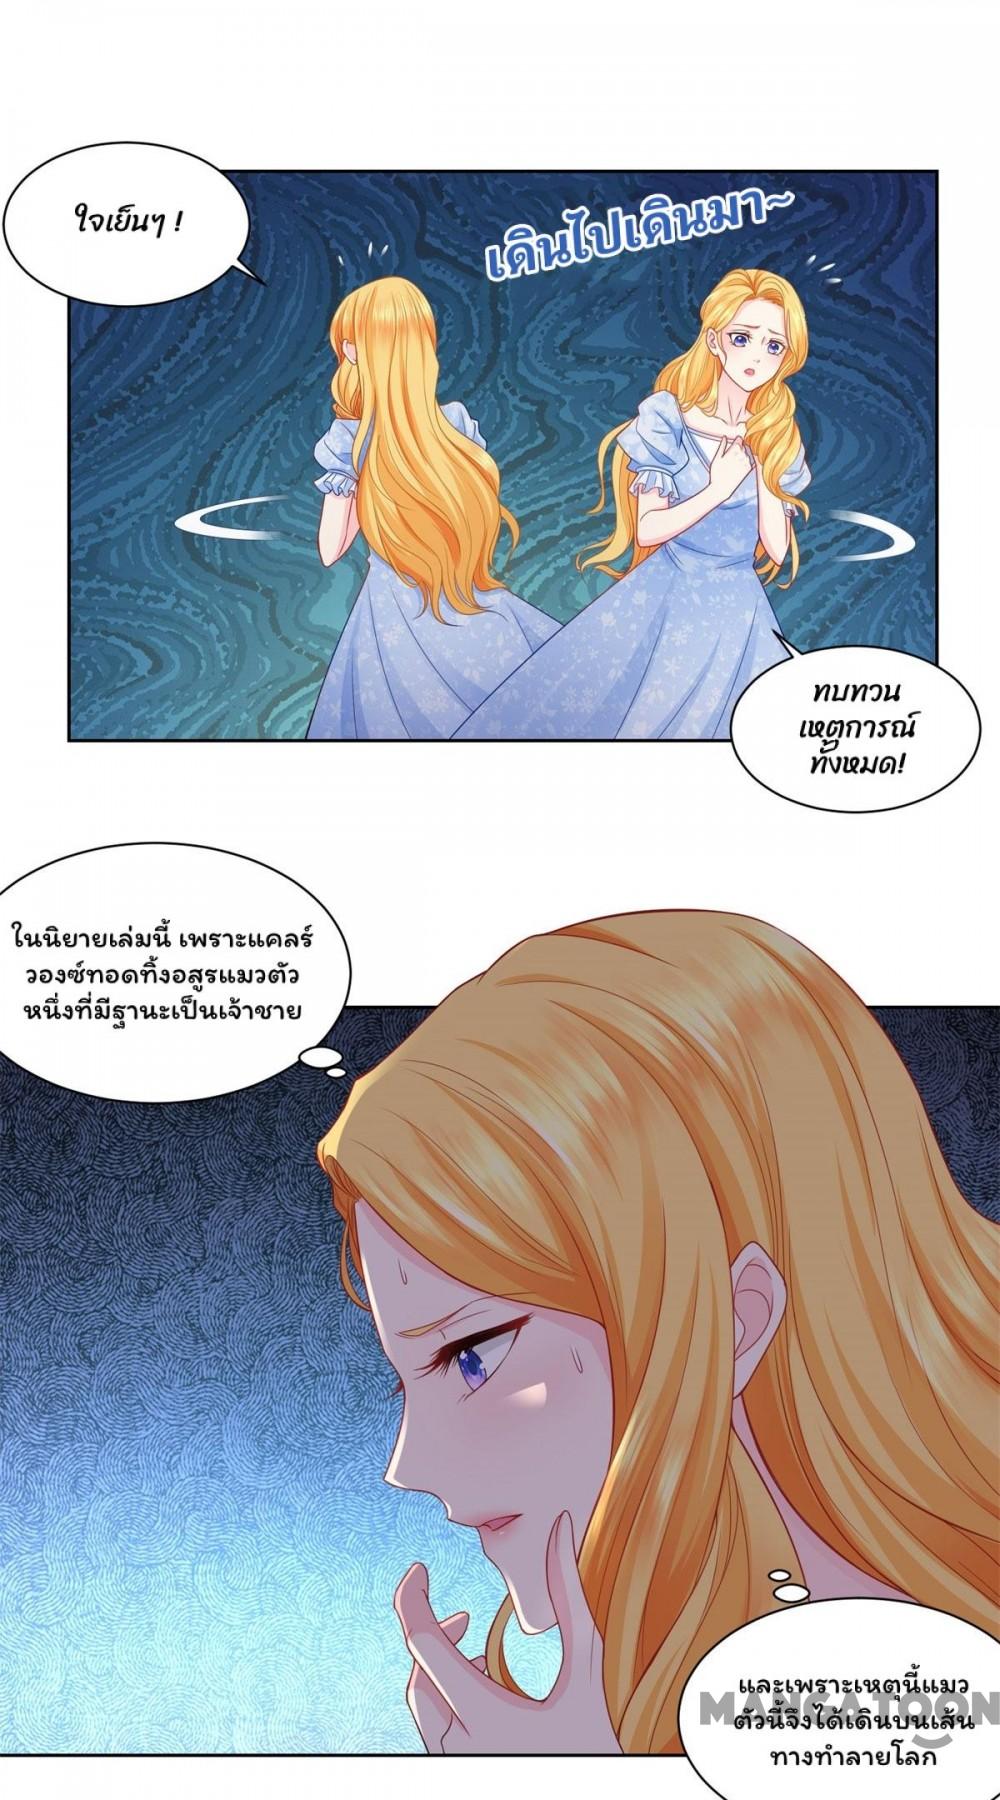 ใจเย็นๆ !
เดินไปเดินมา~
ทบทวน
เหตุการณ์
ทั้งหมด!
ในนิยายเล่มนี้ เพราะแคลร์
วองซ์ทอดทิ้งอสูรแมวตัว
หนึ่งที่มีฐานะเป็นเจ้าชาย
และเพราะเหตุนี้แมว
ตัวนี้จึงได้เดินบนเส้น
ทางทำลายโลก
MANGATOON